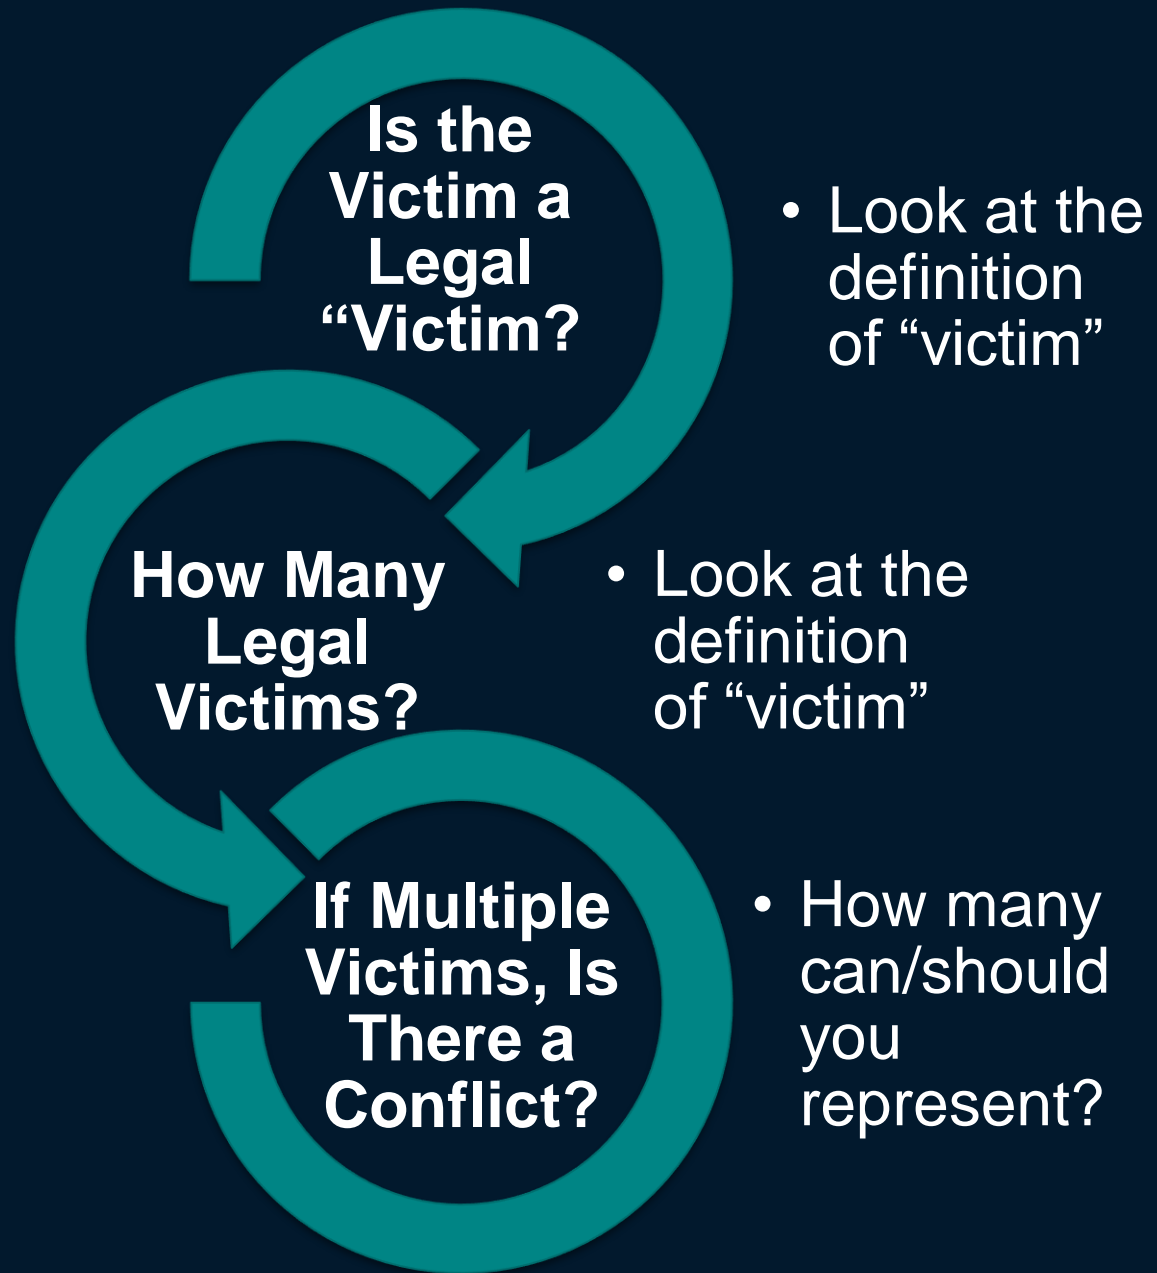 Is the
Victim a
Legal
“Victim?
• Look at the
definition
of “victim”
How Many
Legal
Victims?
• Look at the
definition
of “victim”
If Multiple
Victims, Is
There a
Conflict?
• How many
can/should
you
represent?